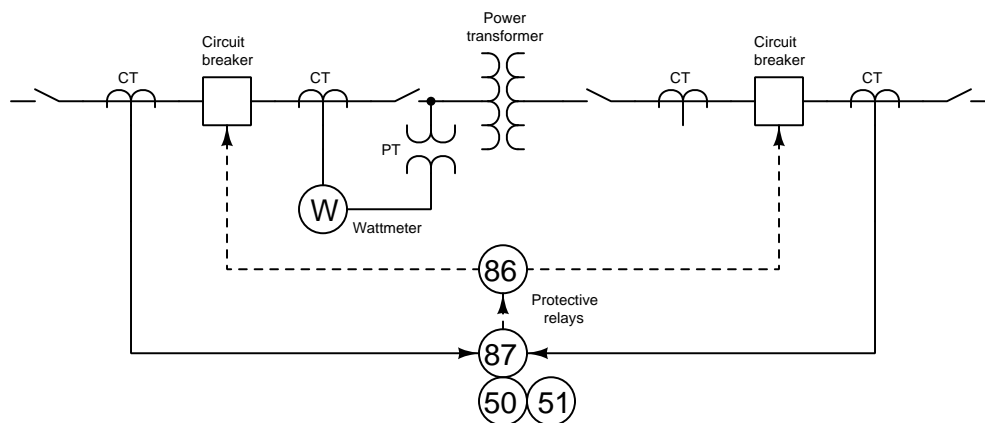 Power
transformer
Circuit
breaker
Circuit
breaker
CT
CT
CT
CT
PT
W
Wattmeter
86
Protective
relays
87
50
51